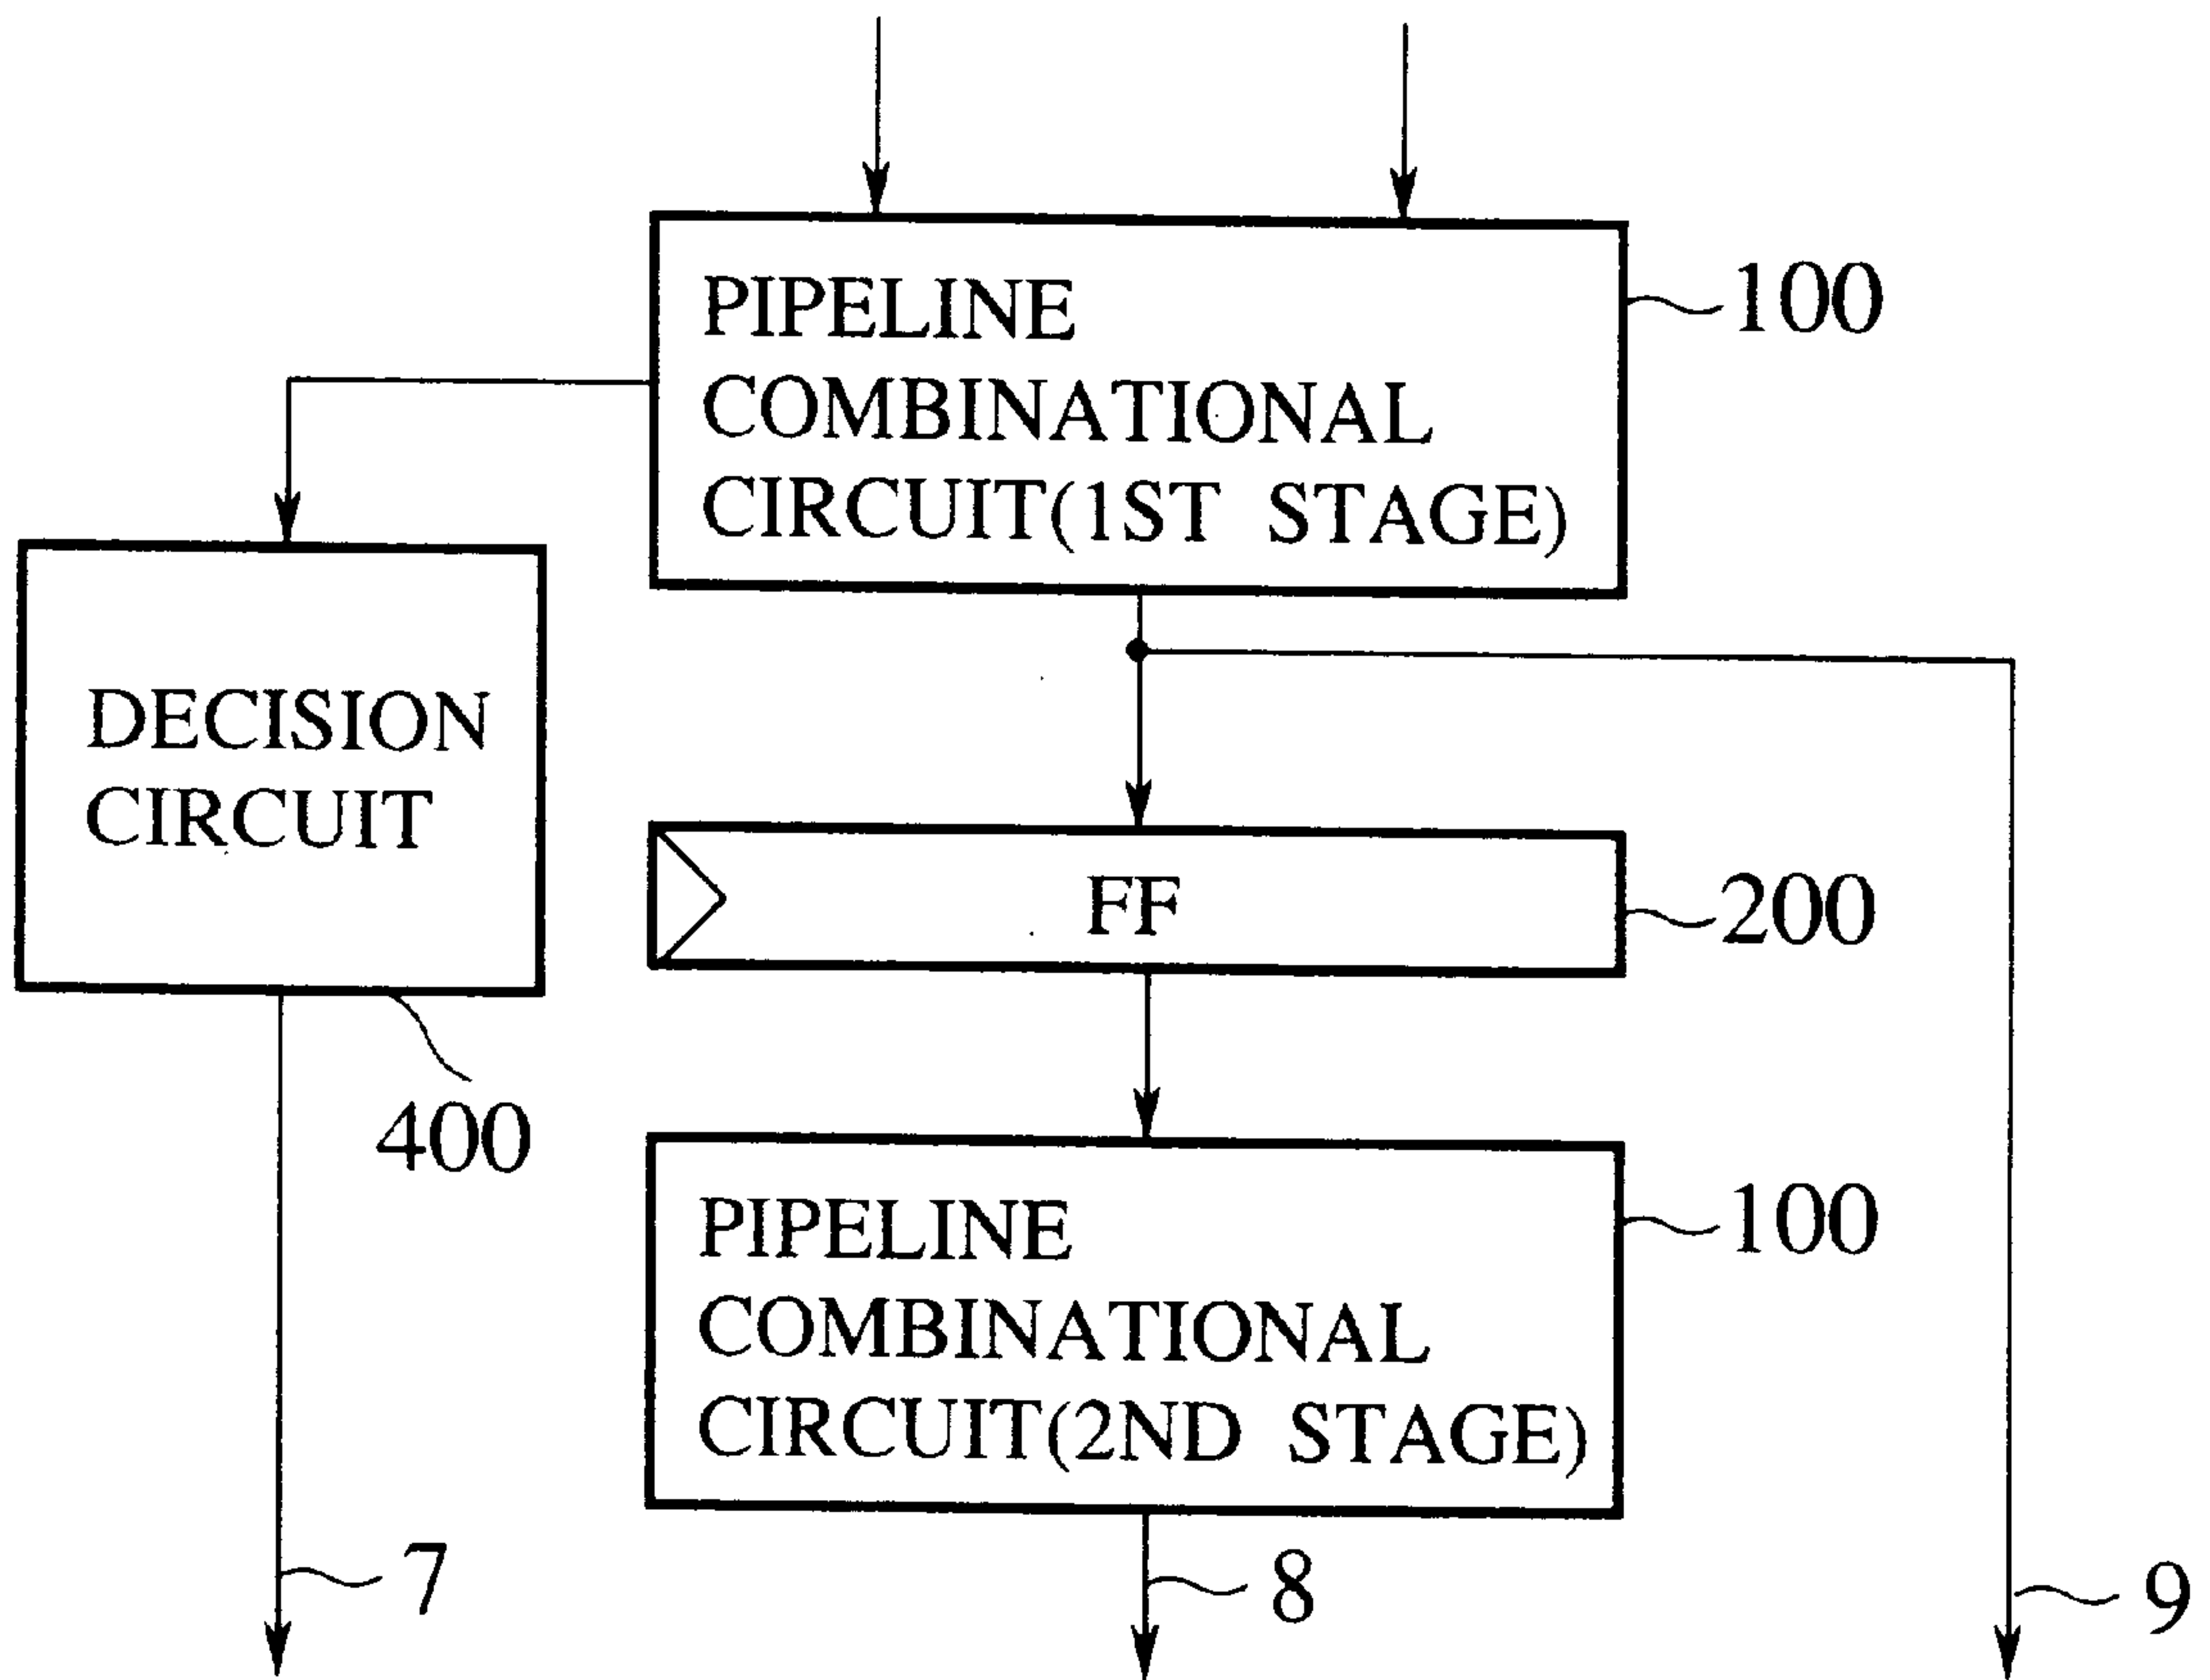 PIPELINE
COMBINATIONAL
CIRCUIT(1ST STAGE)
100
DECISION
CIRCUIT
400
FF
200
PIPELINE
COMBINATIONAL
CIRCUIT(2ND STAGE)
100
7
8
9